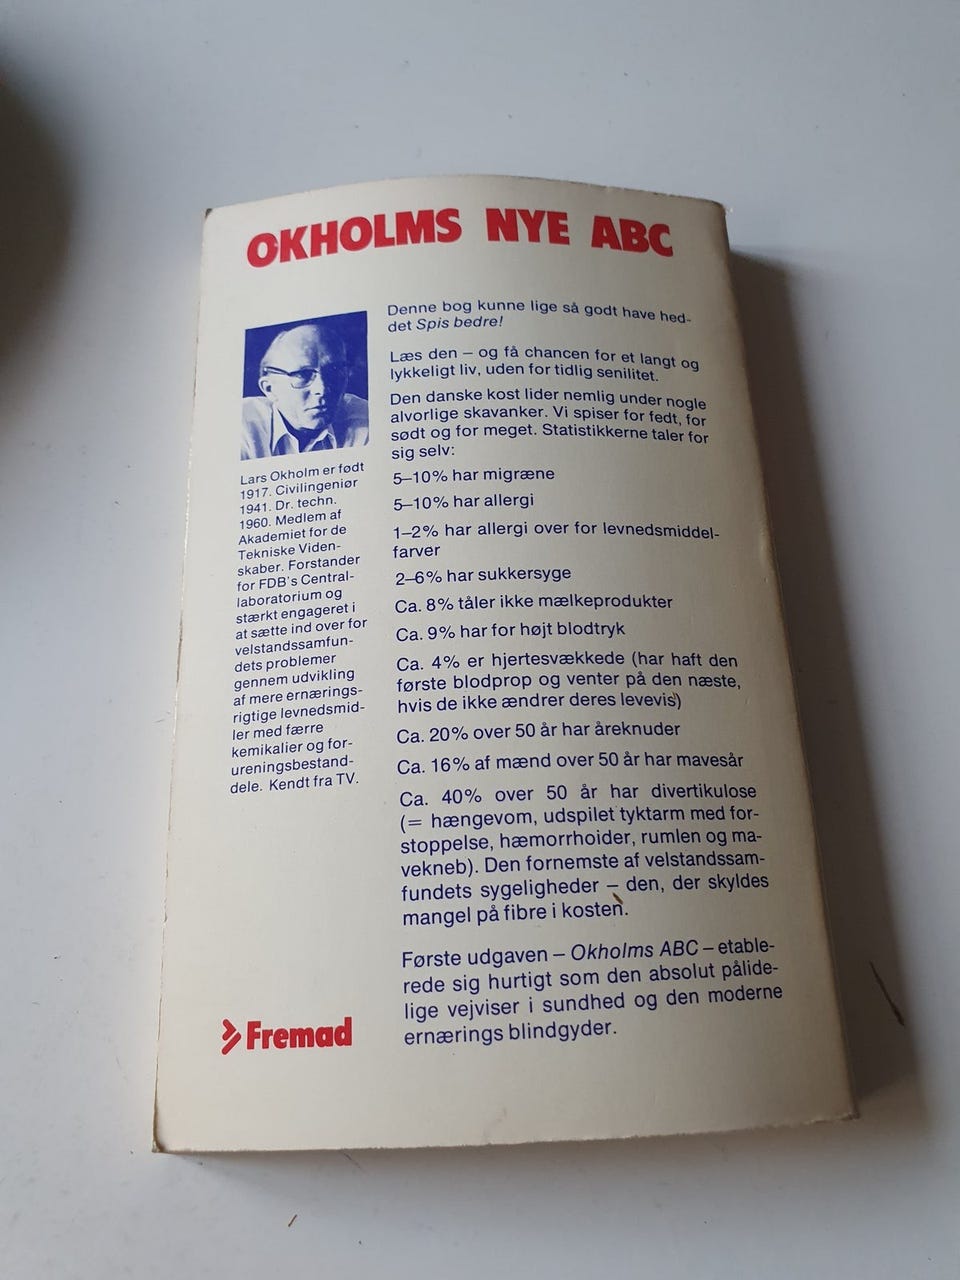 OKHOLMS NYE ABC
Lars Okholm er født
1917. Civilingeniør
1941. Dr. techn.
1960. Medlem af
Akademiet for de
Tekniske Viden-
skaber. Forstander
for FDB's Central-
laboratorium og
stærkt engageret i
at sætte ind over for
velstandssamfun-
dets problemer
gennem udvikling
af mere ernærings-
rigtige levnedsmid-
ler med færre
kemikalier og for-
ureningsbestand-
dele. Kendt fra TV.
Denne bog kunne lige så godt have hed-
det Spis bedre!
Læs den – og få chancen for et langt og
lykkeligt liv, uden for tidlig senilitet.
Den danske kost lider nemlig under nogle
alvorlige skavanker. Vi spiser for fedt, for
sødt og for meget. Statistikkerne taler for
sig selv:
5–10% har migræne
5–10% har allergi
1–2% har allergi over for levnedsmiddel-
farver
2–6% har sukkersyge
Ca. 8% tåler ikke mælkeprodukter
Ca. 9% har for højt blodtryk
Ca. 4% er hjertesvækkede (har haft den
første blodprop og venter på den næste,
hvis de ikke ændrer deres levevis)
Ca. 20% over 50 år har åreknuder
Ca. 16% af mænd over 50 år har mavesår
Ca. 40% over 50 år har divertikulose
(= hængevom, udspilet tyktarm med for-
stoppelse, hæmorrhoider, rumlen og ma-
vekneb). Den fornemste af velstandssam-
fundets sygeligheder – den, der skyldes
mangel på fibre i kosten.
Første udgaven – Okholms ABC – etable-
rede sig hurtigt som den absolut pålide-
lige vejviser i sundhed og den moderne
ernærings blindgyder.
Fremad